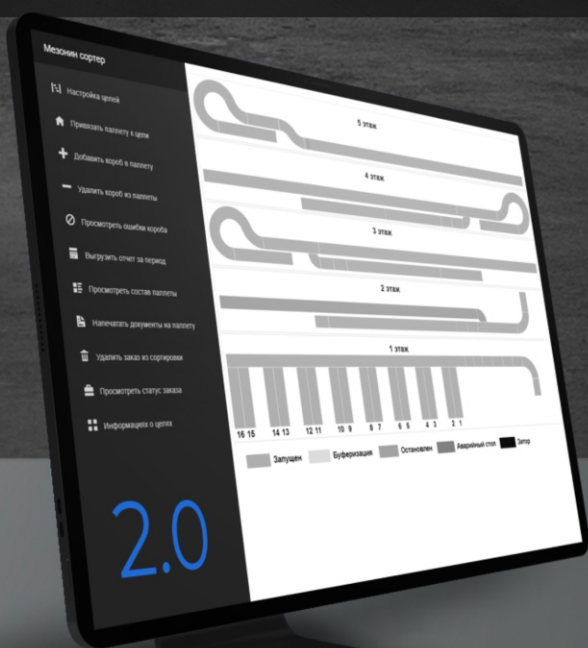 Мезонин сортер
Настройка цепей
Привязать паллету к цепи
Добавить короб в паллету
Удалить короб из паллеты
Просмотреть ошибки короба
Выгрузить отчет за период
Просмотреть состав паллеты
Напечатать документы на паллету
Удалить заказ из сортировки
Просмотреть статус заказа
Информация о цепях
2.0
5 этаж
4 этаж
3 этаж
2 этаж
1 этаж
16 15 14 13 12 11 10 9 8 7 6 5 4 3 2 1
Запущен Буферизация Остановлен Аварийный стоп Затор